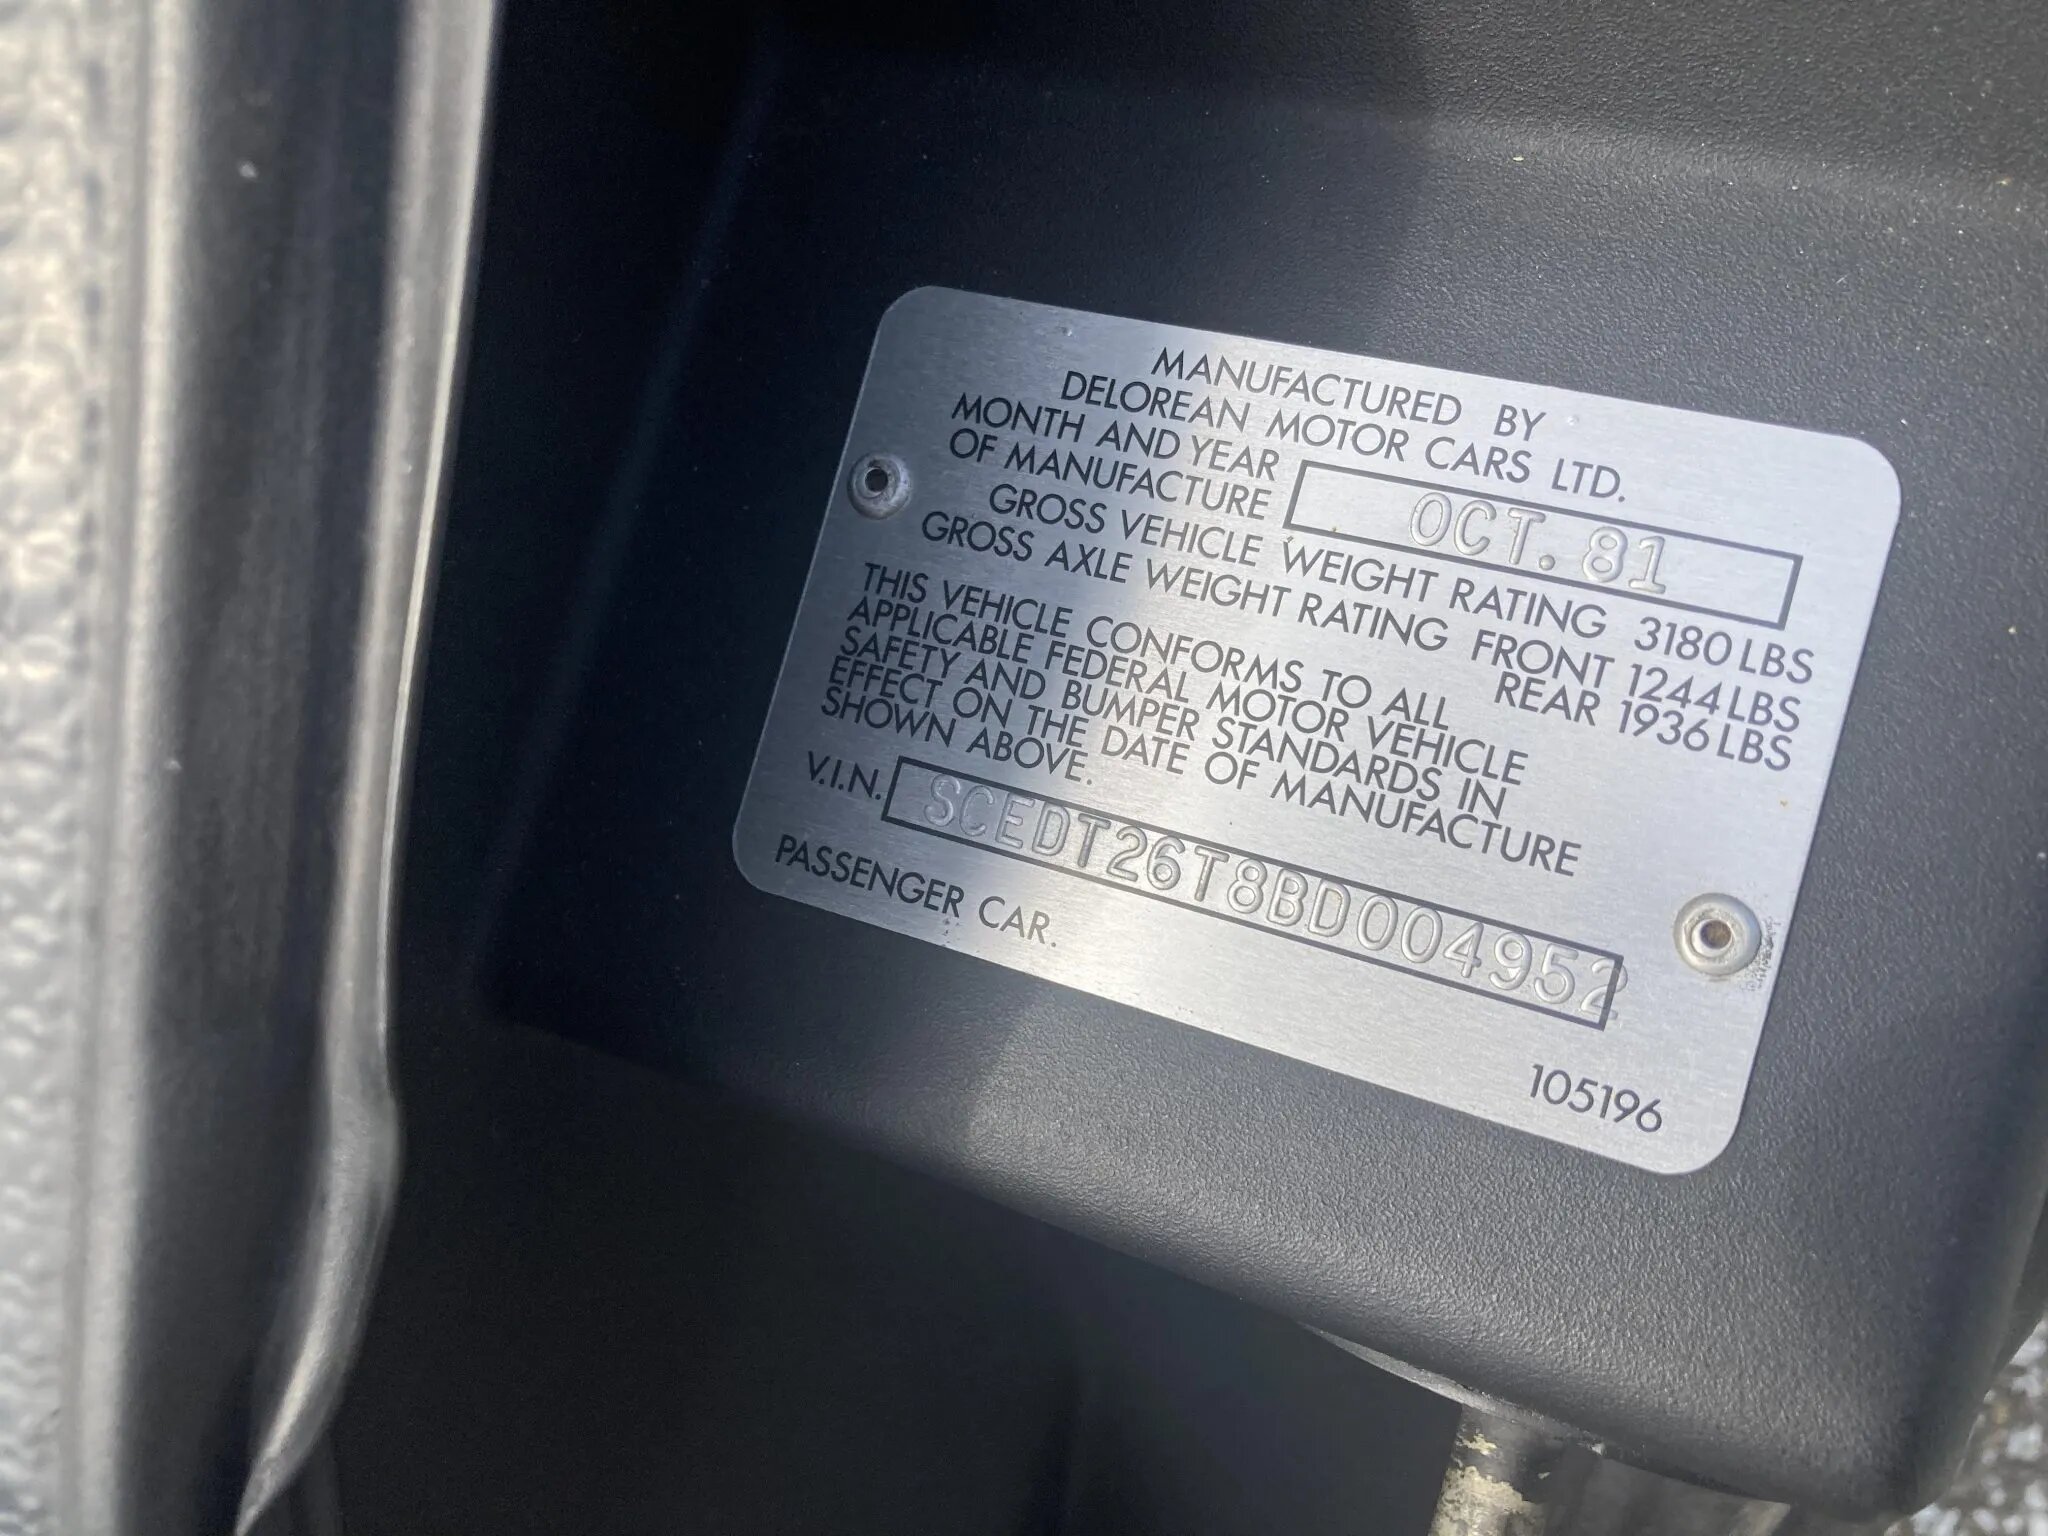 MANUFACTURED BY
DELOREAN MOTOR CARS LTD.
MONTH AND YEAR
OF MANUFACTURE OCT.81
GROSS VEHICLE WEIGHT RATING 3180 LBS
GROSS AXLE WEIGHT RATING FRONT 1244 LBS
REAR 1936 LBS
THIS VEHICLE CONFORMS TO ALL
APPLICABLE FEDERAL MOTOR VEHICLE
SAFETY AND BUMPER STANDARDS IN
EFFECT ON THE DATE OF MANUFACTURE
SHOWN ABOVE.
V.I.N. SCEDT26T8BD004952
PASSENGER CAR.
105196